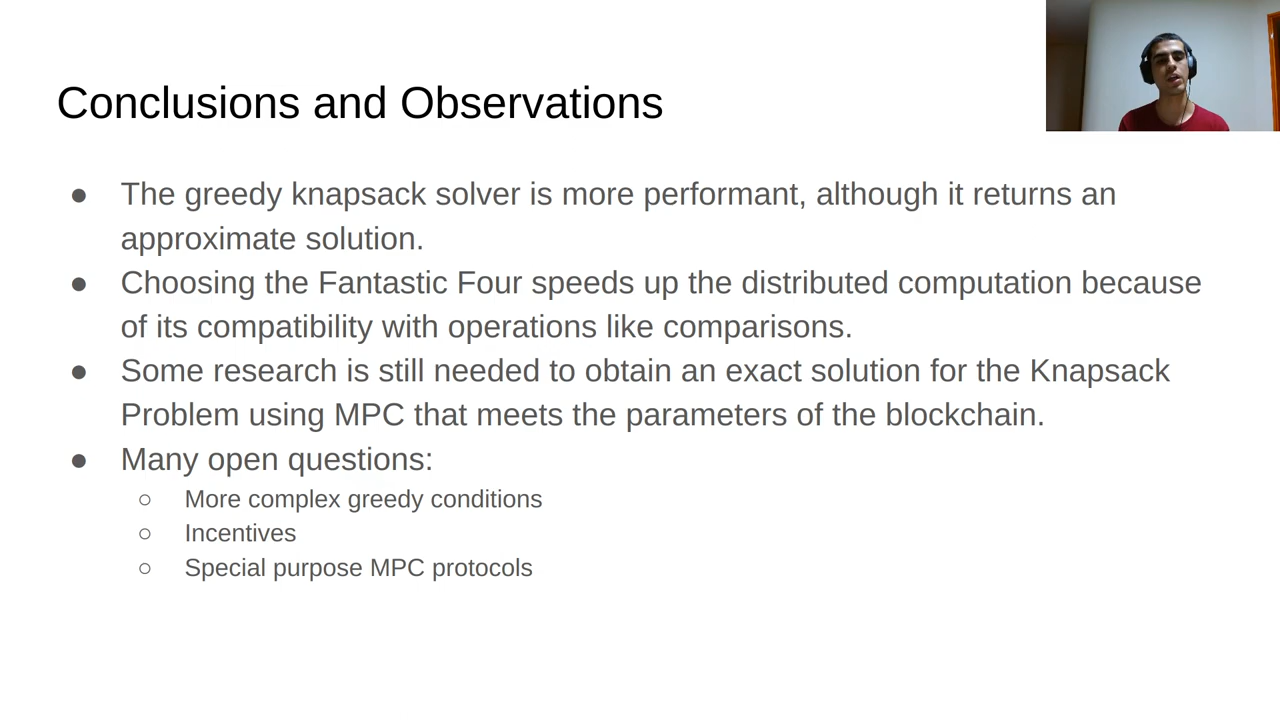 Conclusions and Observations
● The greedy knapsack solver is more performant, although it returns an
approximate solution.
● Choosing the Fantastic Four speeds up the distributed computation because
of its compatibility with operations like comparisons.
● Some research is still needed to obtain an exact solution for the Knapsack
Problem using MPC that meets the parameters of the blockchain.
● Many open questions:
○ More complex greedy conditions
○ Incentives
○ Special purpose MPC protocols